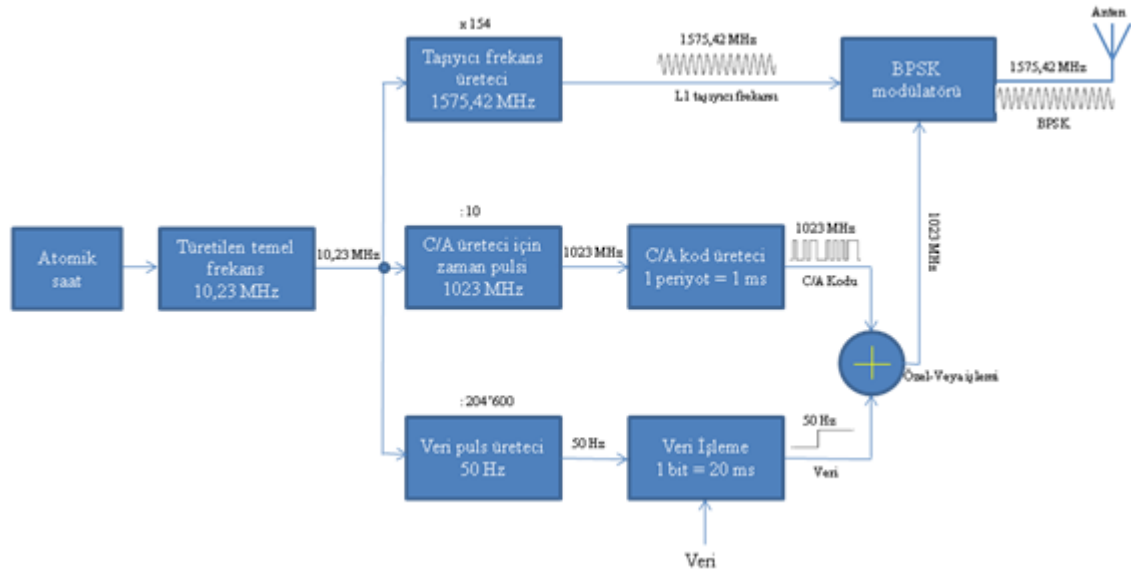 Anten
x 154
Taşıyıcı frekans
üreteci
1575,42 MHz
1575,42 MHz
L1 taşıyıcı frekansı
BPSK
modülatörü
1575,42 MHz
BPSK
: 10
Atomik
saat
Türetilen temel
frekans
10,23 MHz
10,23 MHz
C/A üreteci için
zaman pulsi
1023 MHz
1023 MHz
C/A kod üreteci
1 periyot = 1 ms
1023 MHz
C/A Kodu
1023 MHz
Özel-Veya işlemi
: 204*600
Veri puls üreteci
50 Hz
50 Hz
Veri İşleme
1 bit = 20 ms
50 Hz
Veri
Veri